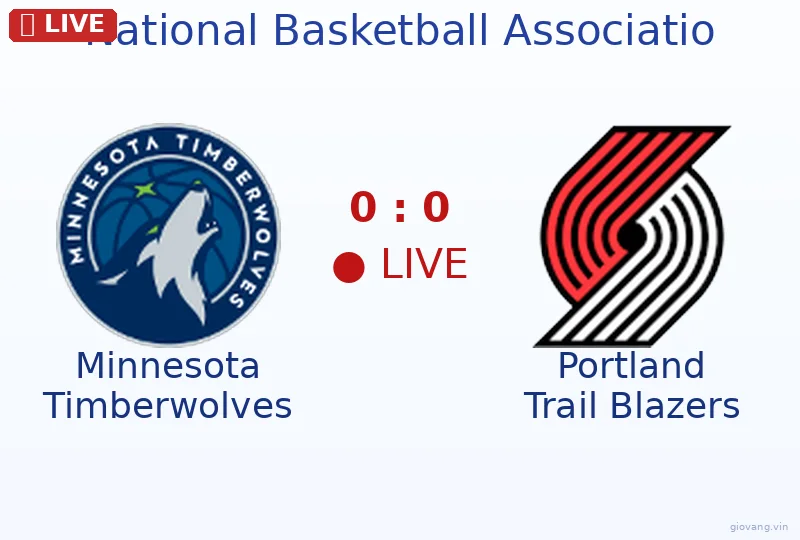 LIVE
National Basketball Associatio
MINNESOTA TIMBERWOLVES
0 : 0
● LIVE
Minnesota
Timberwolves
Portland
Trail Blazers
giovang.vin